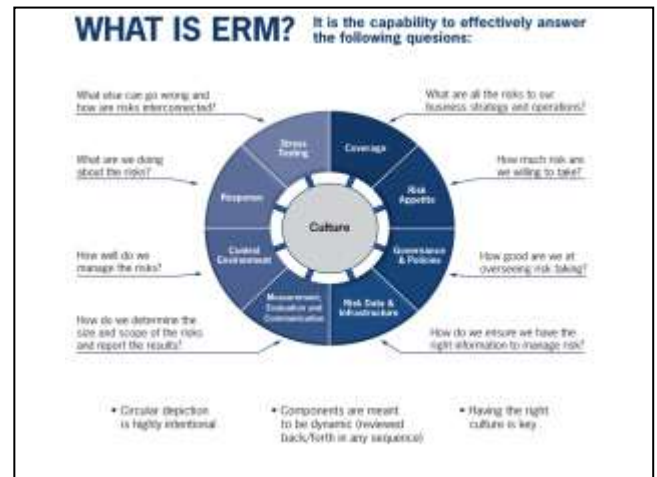 WHAT IS ERM?
It is the capability to effectively answer
the following quesions:
What else can go wrong and
how are risks interconnected?
What are all the risks to our
business strategy and operations?
Stress
Testing
Coverage
What are we doing
about the risks?
How much risk are
we willing to take?
Response
Risk
Appetite
Culture
How well do we
manage the risks?
Control
Environment
Governance
& Policies
How good are we at
overseeing risk taking?
Measurement,
Evaluation and
Communication
Risk Data &
Infrastructure
How do we determine the
size and scope of the risks
and report the results?
How do we ensure we have the
right information to manage risk?
• Circular depiction
is highly intentional
• Components are meant
to be dynamic (reviewed
back/forth in any sequence)
• Having the right
culture is key